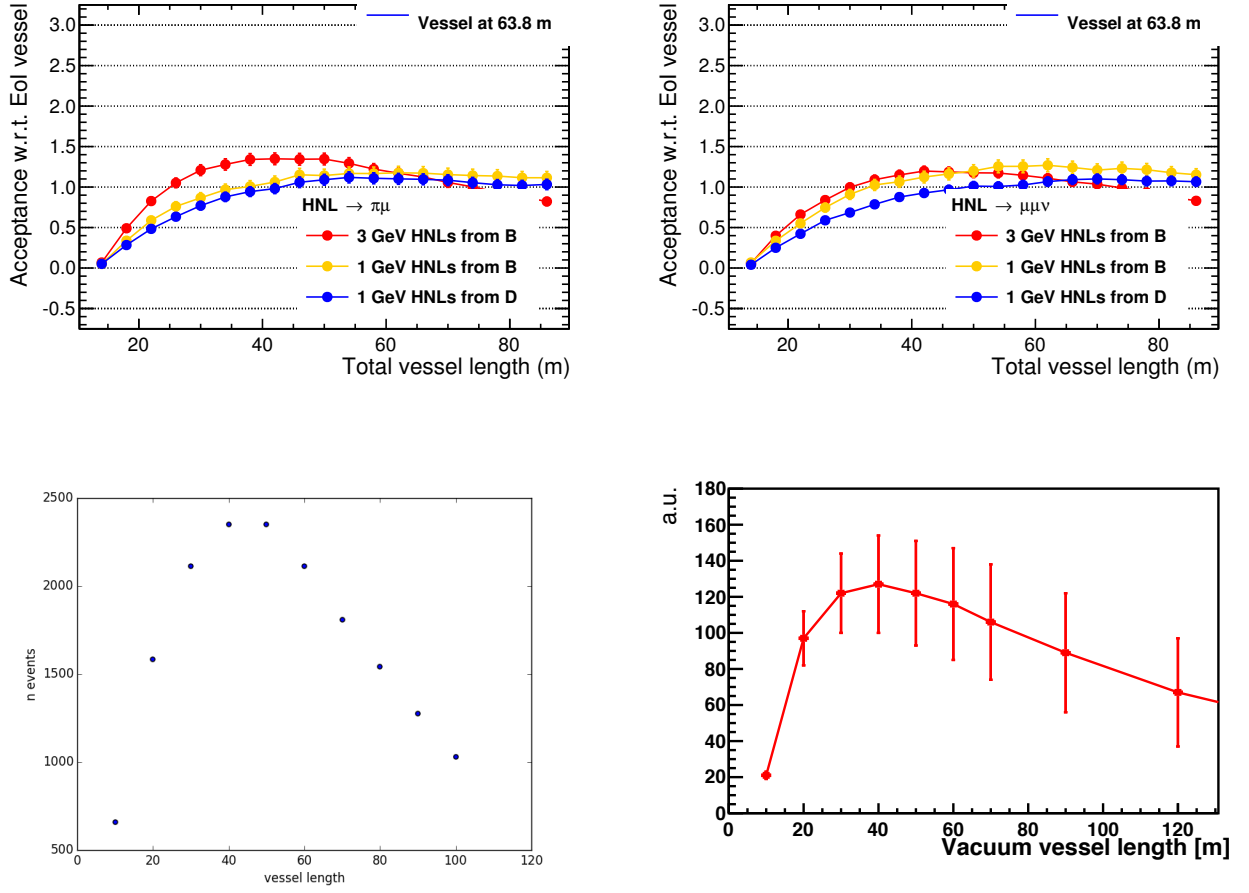 Acceptance w.r.t. EoI vessel
3.0
2.5
2.0
1.5
1.0
0.5
0.0
-0.5
Vessel at 63.8 m
HNL → πμ
3 GeV HNLs from B
1 GeV HNLs from B
1 GeV HNLs from D
20 40 60 80
Total vessel length (m)
Acceptance w.r.t. EoI vessel
3.0
2.5
2.0
1.5
1.0
0.5
0.0
-0.5
Vessel at 63.8 m
HNL → μμν
3 GeV HNLs from B
1 GeV HNLs from B
1 GeV HNLs from D
20 40 60 80
Total vessel length (m)
n events
2500
2000
1500
1000
500
0 20 40 60 80 100 120
vessel length
a.u.
180
160
140
120
100
80
60
40
20
0
0 20 40 60 80 100 120
Vacuum vessel length [m]